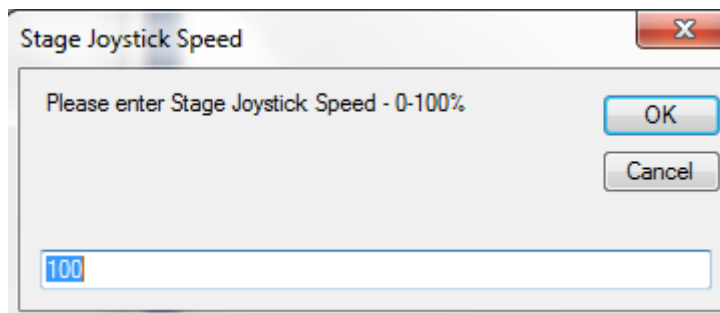 Stage Joystick Speed
Please enter Stage Joystick Speed - 0-100%
OK
Cancel
100